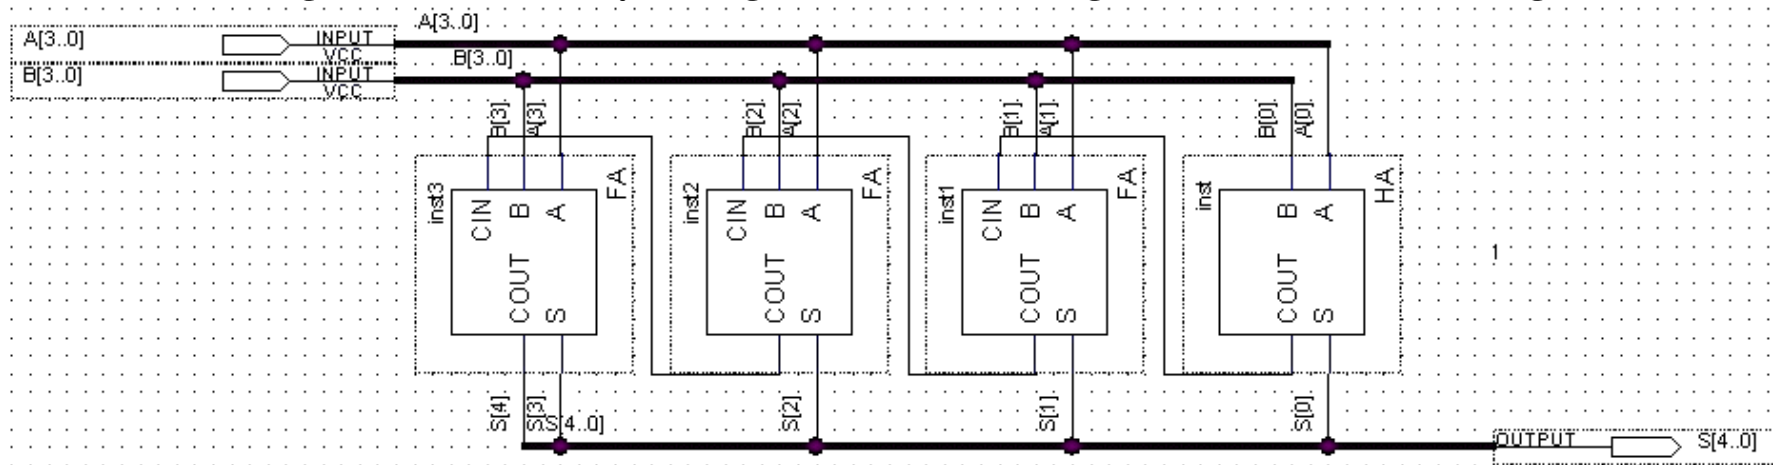 A[3..0]
INPUT
VCC
A[3..0]
B[3..0]
INPUT
VCC
B[3..0]
B[3]
A[3]
B[2]
A[2]
B[1]
A[1]
B[0]
A[0]
inst3
CIN
B
A
COUT
S
FA
inst2
CIN
B
A
COUT
S
FA
inst1
CIN
B
A
COUT
S
FA
inst
B
A
COUT
S
HA
1
S[4]
S[3]
S[4..0]
S[2]
S[1]
S[0]
OUTPUT
S[4..0]